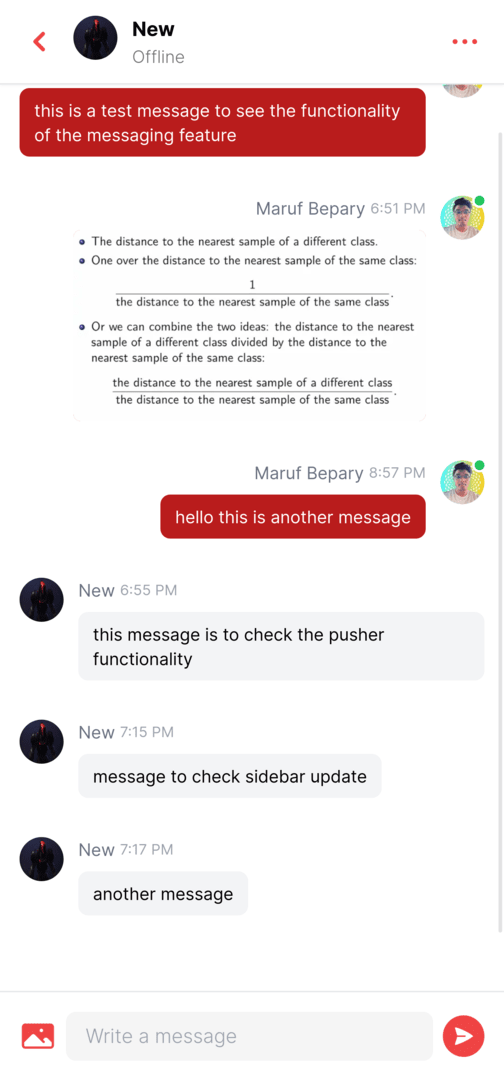 New
Offline
this is a test message to see the functionality
of the messaging feature
Maruf Bepary 6:51 PM
The distance to the nearest sample of a different class.
One over the distance to the nearest sample of the same class:
1
the distance to the nearest sample of the same class.
Or we can combine the two ideas: the distance to the nearest
sample of a different class divided by the distance to the
nearest sample of the same class:
the distance to the nearest sample of a different class
the distance to the nearest sample of the same class.
Maruf Bepary 8:57 PM
hello this is another message
New 6:55 PM
this message is to check the pusher
functionality
New 7:15 PM
message to check sidebar update
New 7:17 PM
another message
Write a message